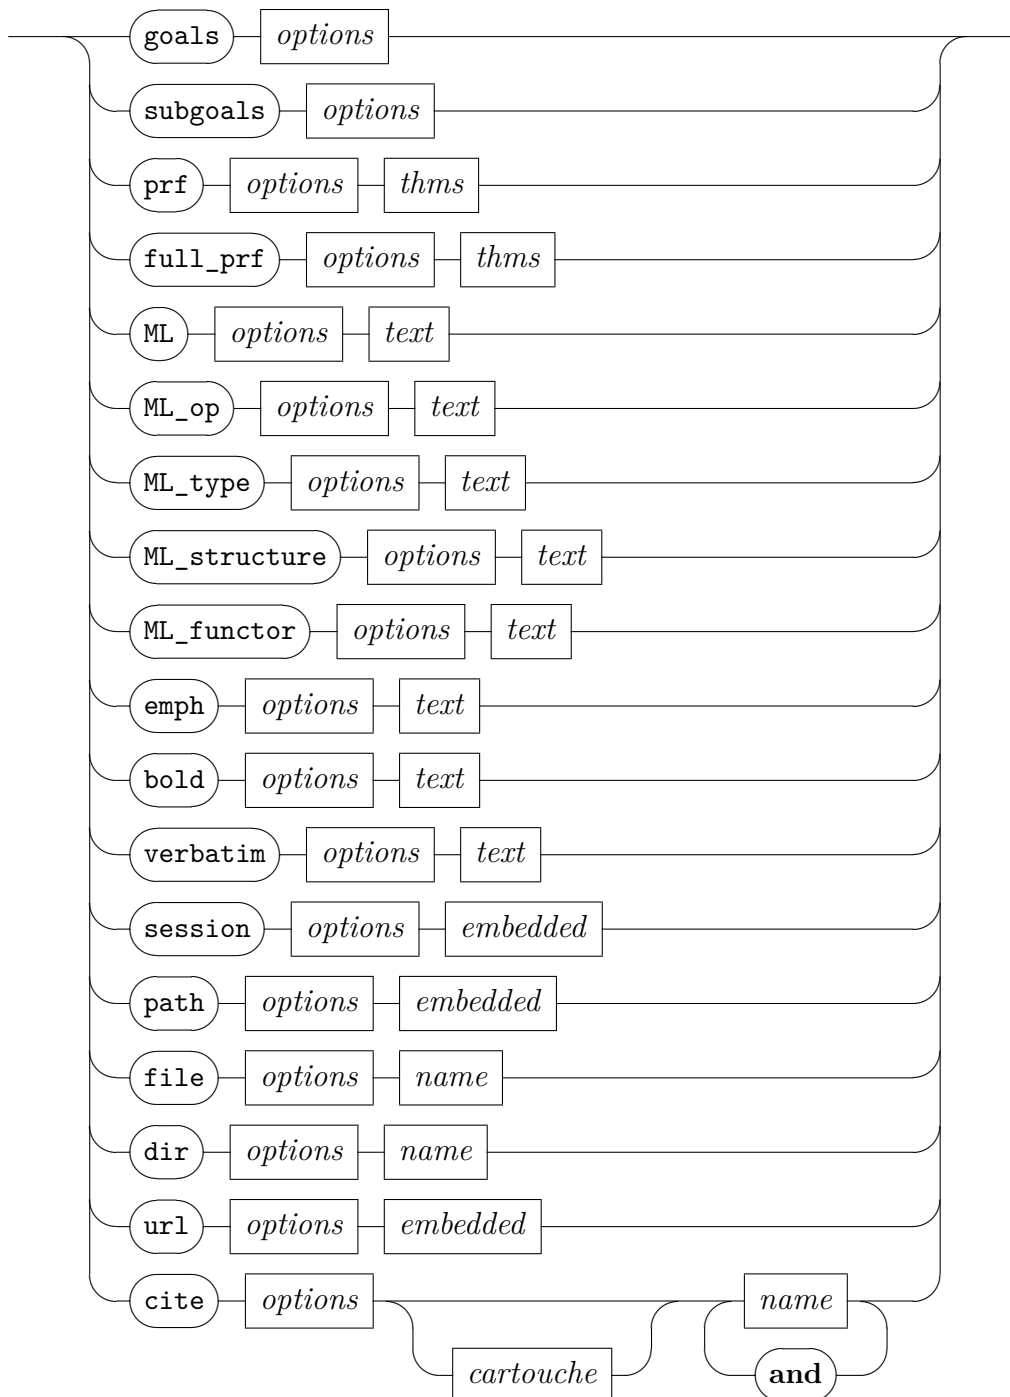 goals options
subgoals options
prf options thms
full_prf options thms
ML options text
ML_op options text
ML_type options text
ML_structure options text
ML_functor options text
emph options text
bold options text
verbatim options text
session options embedded
path options embedded
file options name
dir options name
url options embedded
cite options name
cartouche and